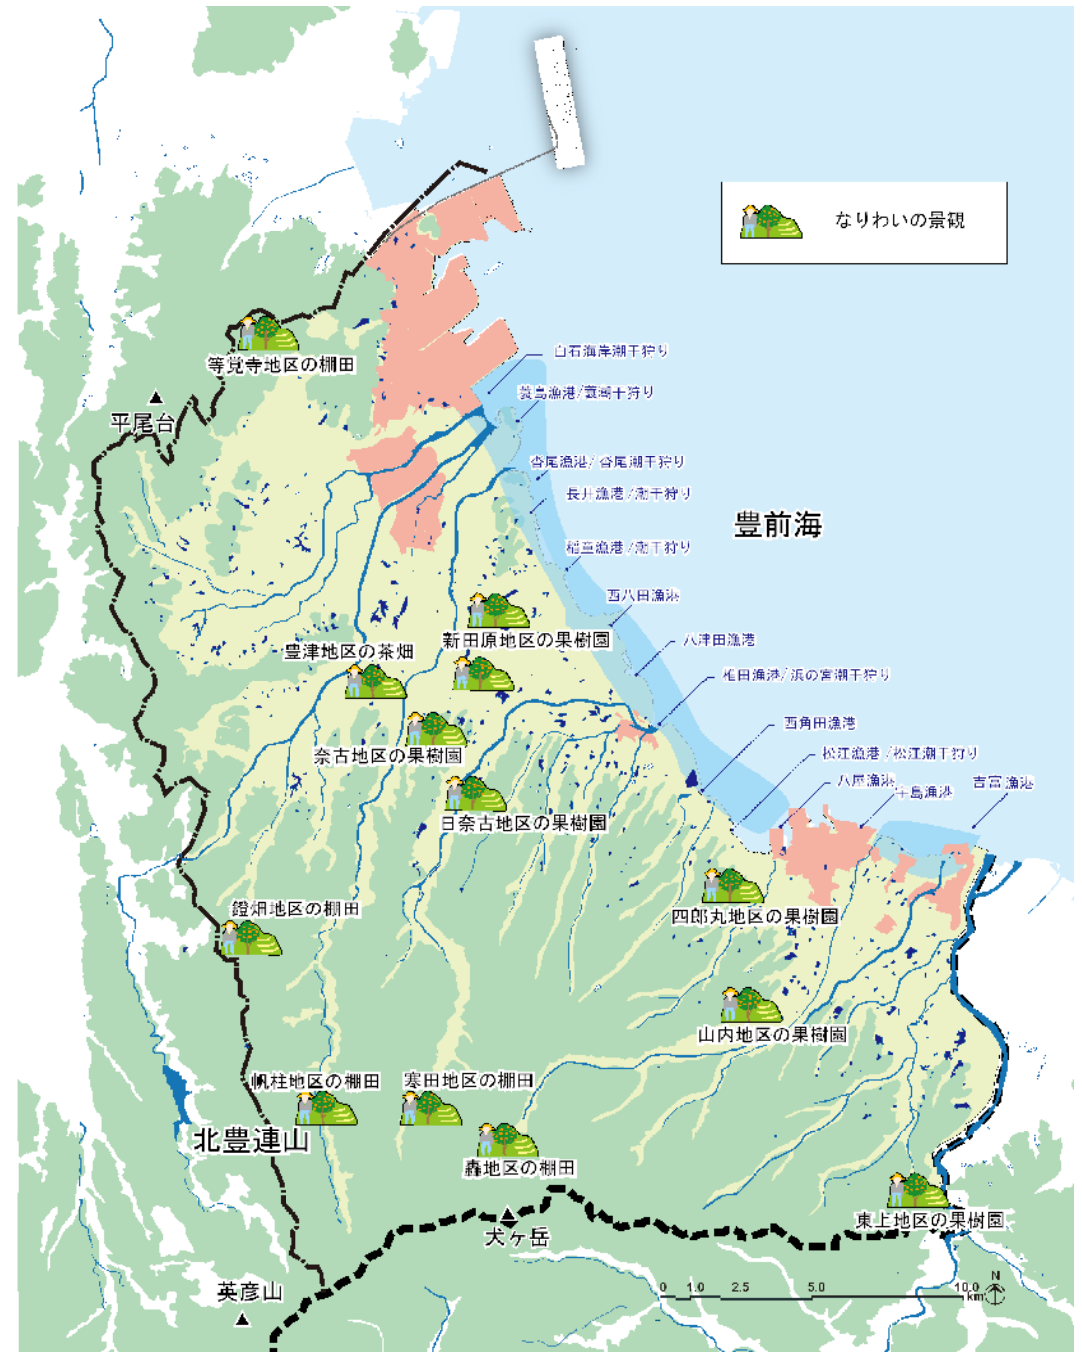 なりわいの景観
白石海岸潮干狩り
等覚寺地区の棚田
蓑島漁港/蓑潮干狩り
平尾台
沓尾漁港/沓尾潮干狩り
長井漁港/潮干狩り
豊前海
稲童漁港/潮干狩り
西八田漁港
新田原地区の果樹園
八津田漁港
豊津地区の茶畑
椎田漁港/浜の宮潮干狩り
西角田漁港
奈古地区の果樹園
松江漁港/松江潮干狩り
八屋漁港
宇島漁港
吉富漁港
日奈古地区の果樹園
鐙畑地区の棚田
四郎丸地区の果樹園
山内地区の果樹園
帆柱地区の棚田
寒田地区の棚田
北豊連山
轟地区の棚田
東上地区の果樹園
犬ヶ岳
英彦山
0 1.0 2.5 5.0 10.0
km
N